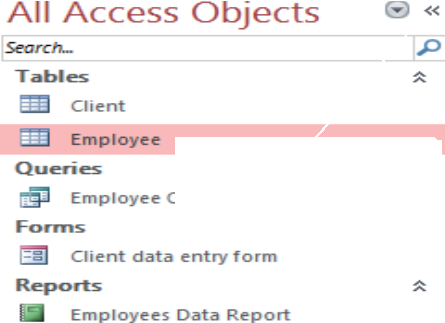 All Access Objects
Search...
Tables
Client
Employee
Queries
Employee
Forms
Client data entry form
Reports
Employees Data Report